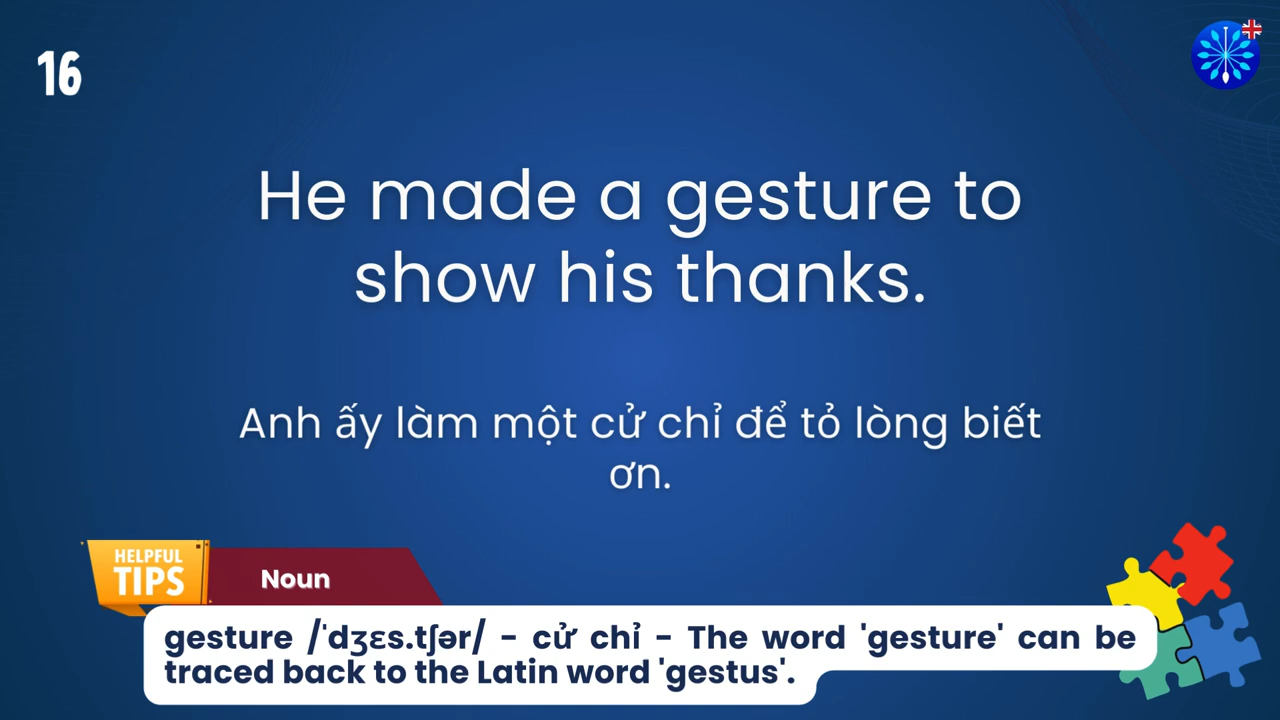 16
He made a gesture to
show his thanks.
Anh ấy làm một cử chỉ để tỏ lòng biết
ơn.
HELPFUL
TIPS
Noun
gesture /ˈdʒɛs.tʃər/ - cử chỉ - The word 'gesture' can be
traced back to the Latin word 'gestus'.